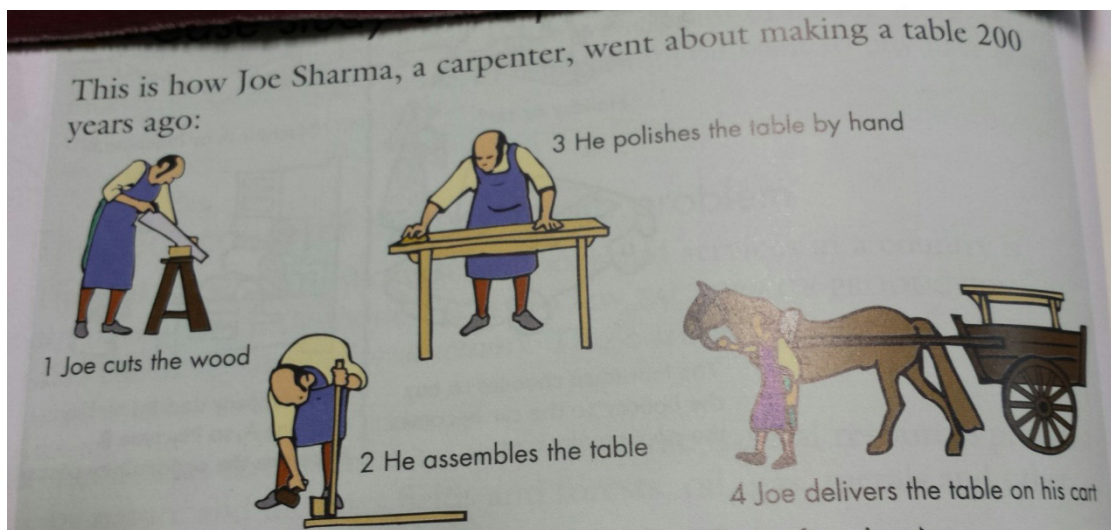 This is how Joe Sharma, a carpenter, went about making a table 200
years ago:
3 He polishes the table by hand
1 Joe cuts the wood
2 He assembles the table
4 Joe delivers the table on his cart